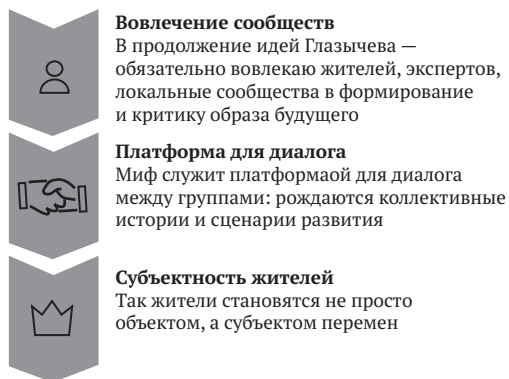 Вовлечение сообществ
В продолжение идей Глазычева —
обязательно вовлекаю жителей, экспертов,
локальные сообщества в формирование
и критику образа будущего
Платформа для диалога
Миф служит платформаой для диалога
между группами: рождаются коллективные
истории и сценарии развития
Субъектность жителей
Так жители становятся не просто
объектом, а субъектом перемен